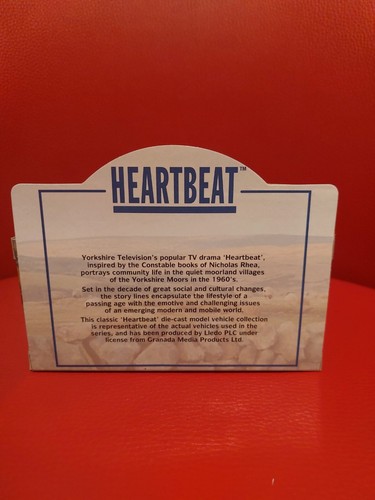 HEARTBEAT™
Yorkshire Television's popular TV drama 'Heartbeat',
inspired by the Constable books of Nicholas Rhea,
portrays community life in the quiet moorland villages
of the Yorkshire Moors in the 1960's.
Set in the decade of great social and cultural changes,
the story lines encapsulate the lifestyle of a
passing age with the emotive and challenging issues
of an emerging modern and mobile world.
This classic 'Heartbeat' die-cast model vehicle collection
is representative of the actual vehicles used in the
series, and has been produced by Lledo PLC under
license from Granada Media Products Ltd.